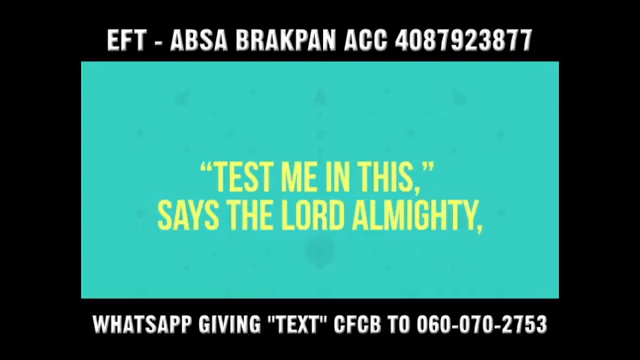 EFT - ABSA BRAKPAN ACC 4087923877
“TEST ME IN THIS,”
SAYS THE LORD ALMIGHTY,
WHATSAPP GIVING "TEXT" CFCB TO 060-070-2753